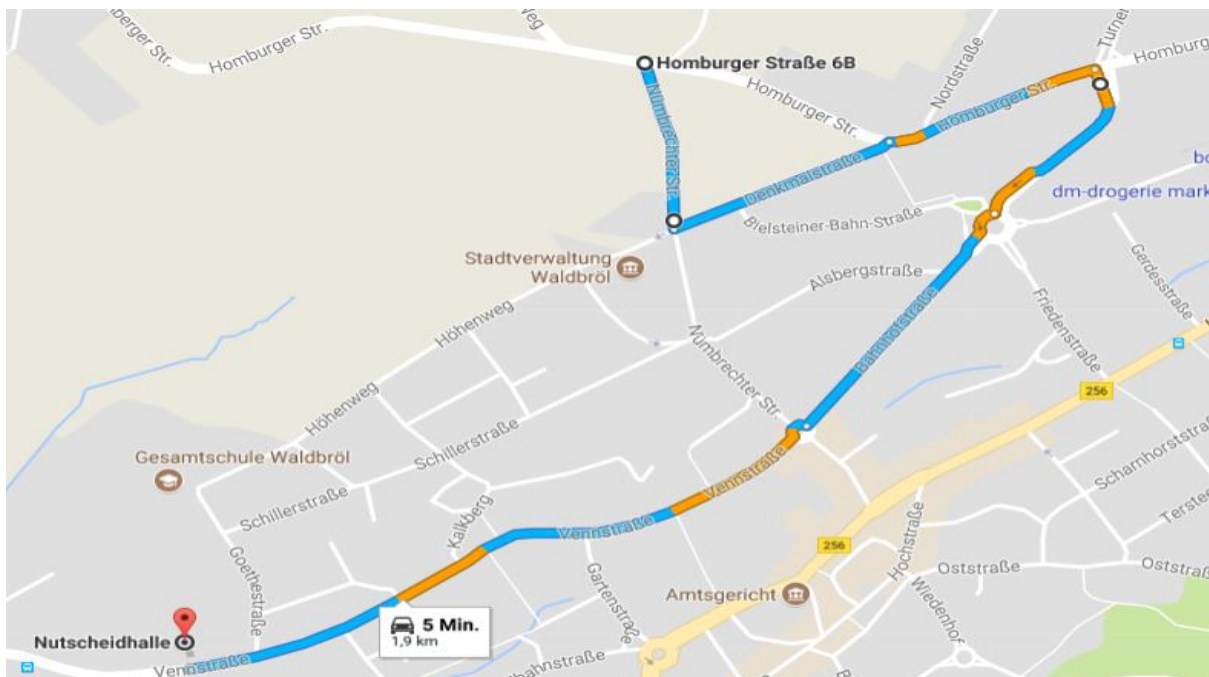 Homburger Str.
Homburger Str.
Weg
Homburger Straße 6B
Homburger Str.
Nordstraße
Homburger Str.
Nümbrechter Str.
Denkmalstraße
Bielsteiner-Bahn-Straße
dm-drogerie mark
Stadtverwaltung
Waldbröl
Alsbergstraße
Gerdesstraße
Höhenweg
Nümbrechter Str.
Bahnhofstraße
Friedenstraße
256
Höhenweg
Schillerstraße
Gesamtschule Waldbröl
Schillerstraße
Vennstraße
Scharnhorststraße
Kalkberg
Vennstraße
256
Hochstraße
Oststraße
Oststraße
Goethestraße
Gartenstraße
Amtsgericht
Wiedenhof
5 Min.
1,9 km
Nutscheidhalle
Vennstraße